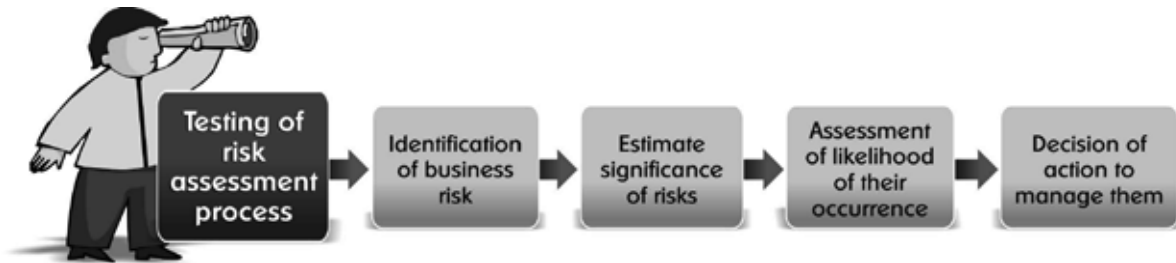 Testing of
risk
assessment
process
Identification
of business
risk
Estimate
significance
of risks
Assessment
of likelihood
of their
occurrence
Decision of
action to
manage them